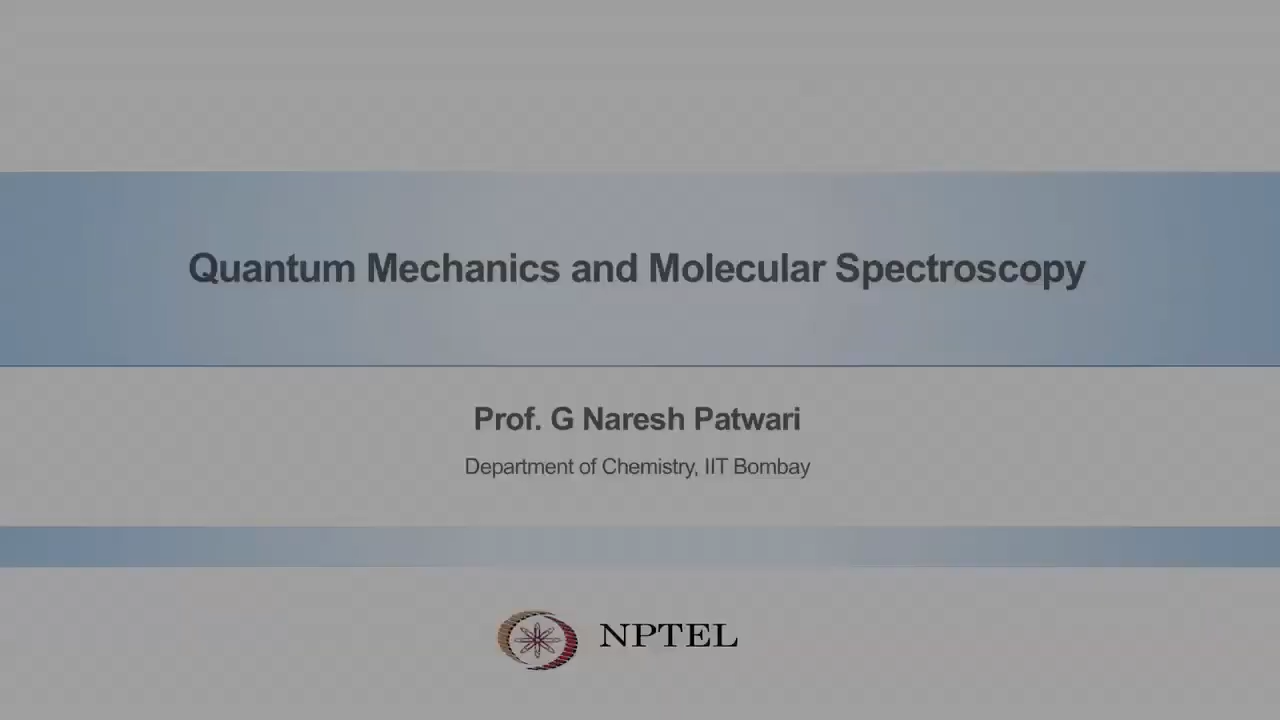 Quantum Mechanics and Molecular Spectroscopy
Prof. G Naresh Patwari
Department of Chemistry, IIT Bombay
NPTEL